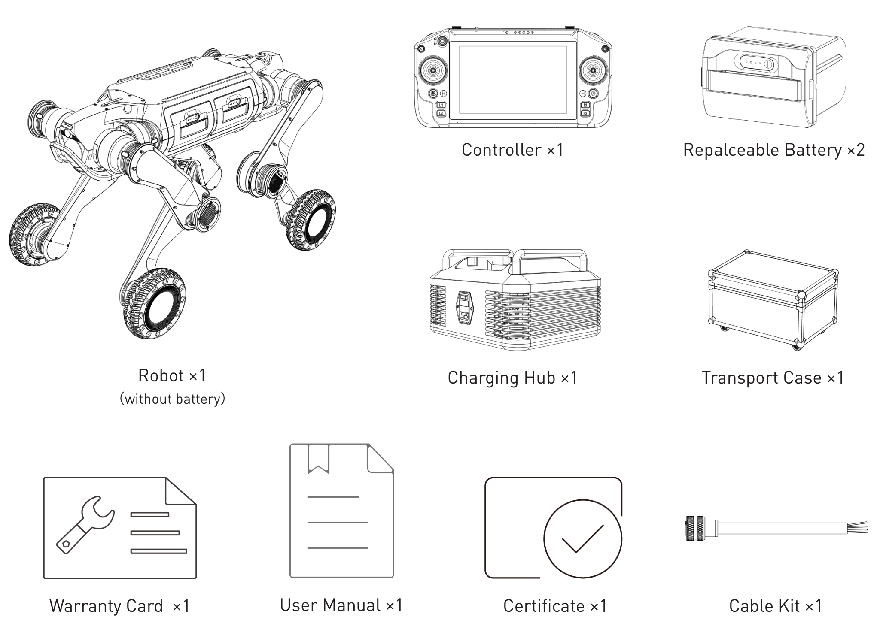 Controller ×1
Repalceable Battery ×2
Robot ×1
(without battery)
Charging Hub ×1
Transport Case ×1
Warranty Card ×1
User Manual ×1
Certificate ×1
Cable Kit ×1